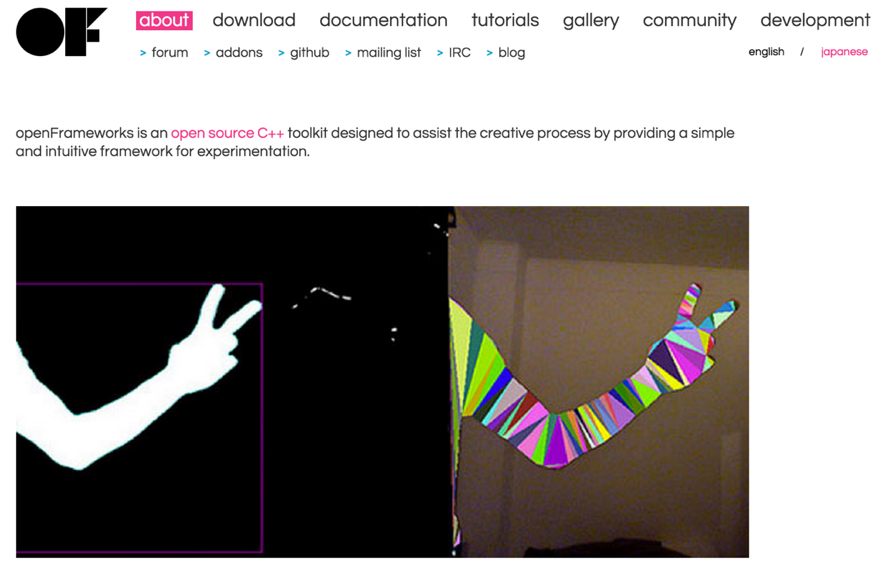 OF
about download documentation tutorials gallery community development
> forum > addons > github > mailing list > IRC > blog
english / japanese
openFrameworks is an open source C++ toolkit designed to assist the creative process by providing a simple
and intuitive framework for experimentation.